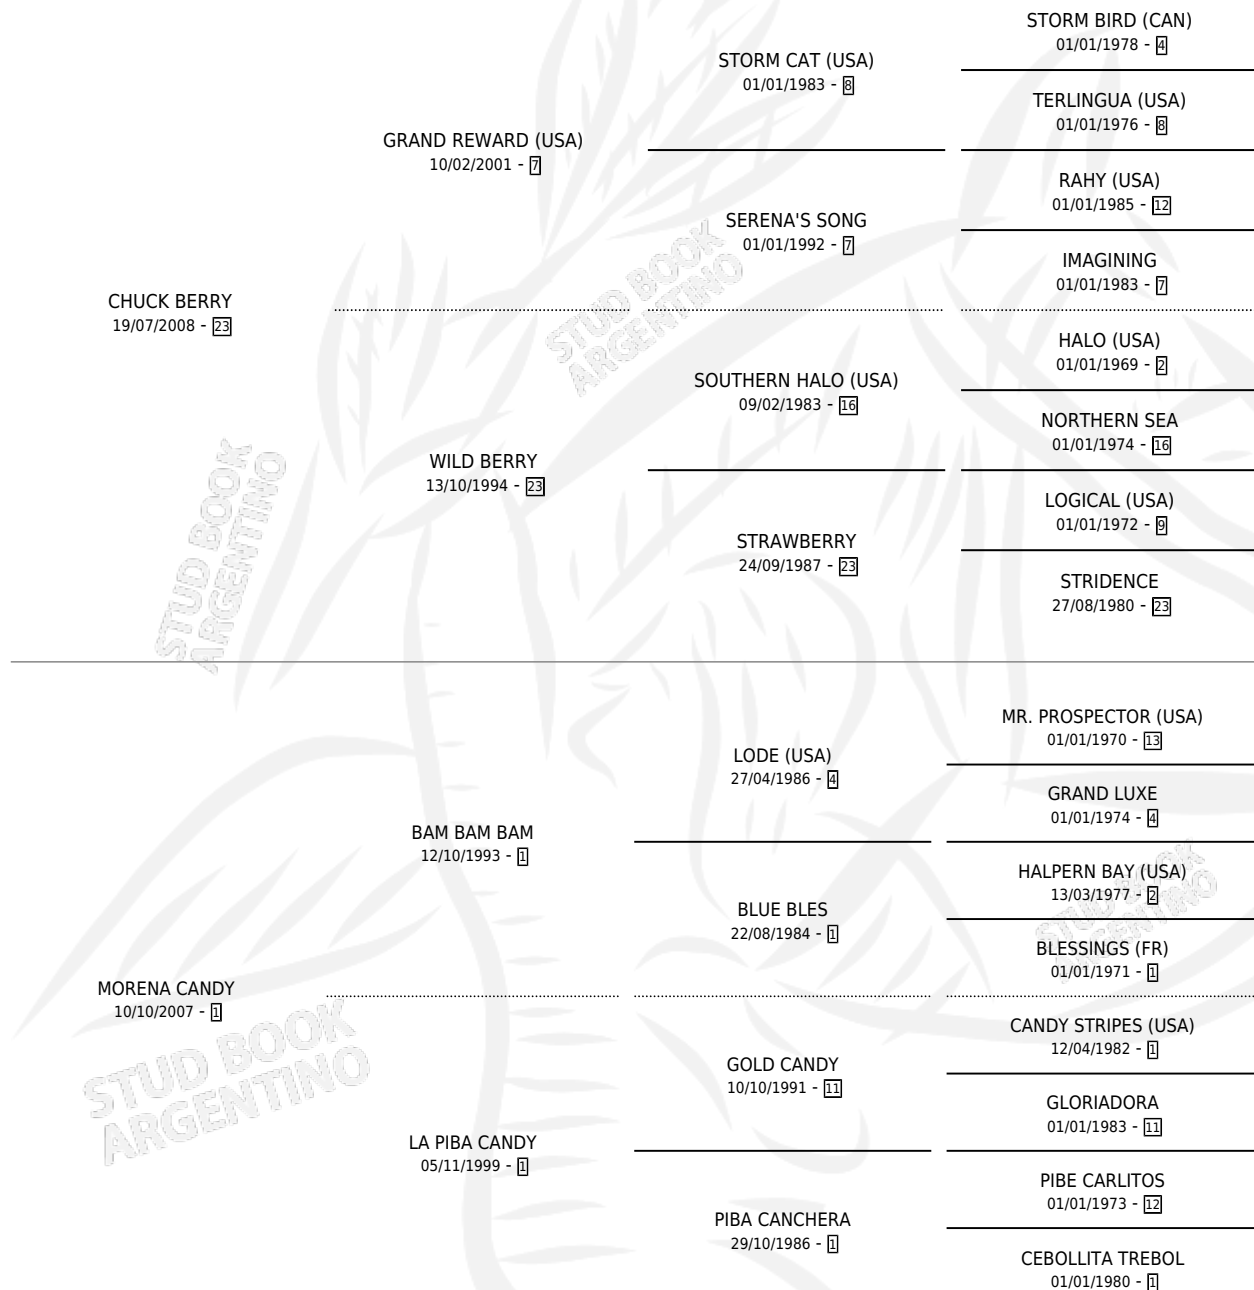 STORM BIRD (CAN)
01/01/1978 - 4
STORM CAT (USA)
01/01/1983 - 8
TERLINGUA (USA)
01/01/1976 - 8
GRAND REWARD (USA)
10/02/2001 - 7
RAHY (USA)
01/01/1985 - 12
SERENA'S SONG
01/01/1992 - 7
IMAGINING
01/01/1983 - 7
CHUCK BERRY
19/07/2008 - 23
STUD BOOK
ARGENTINO
HALO (USA)
01/01/1969 - 2
SOUTHERN HALO (USA)
09/02/1983 - 16
NORTHERN SEA
01/01/1974 - 16
WILD BERRY
13/10/1994 - 23
LOGICAL (USA)
01/01/1972 - 9
STRAWBERRY
24/09/1987 - 23
STRIDENCE
27/08/1980 - 23
STUD BOOK
ARGENTINO
MR. PROSPECTOR (USA)
01/01/1970 - 13
LODE (USA)
27/04/1986 - 4
GRAND LUXE
01/01/1974 - 4
BAM BAM BAM
12/10/1993 - 1
HALPERN BAY (USA)
13/03/1977 - 2
BLUE BLES
22/08/1984 - 1
STUD BOOK
ARGENTINO
BLESSINGS (FR)
01/01/1971 - 1
MORENA CANDY
10/10/2007 - 1
CANDY STRIPES (USA)
12/04/1982 - 1
GOLD CANDY
10/10/1991 - 11
STUD BOOK
ARGENTINO
GLORIADORA
01/01/1983 - 11
LA PIBA CANDY
05/11/1999 - 1
PIBE CARLITOS
01/01/1973 - 12
PIBA CANCHERA
29/10/1986 - 1
CEBOLLITA TREBOL
01/01/1980 - 1